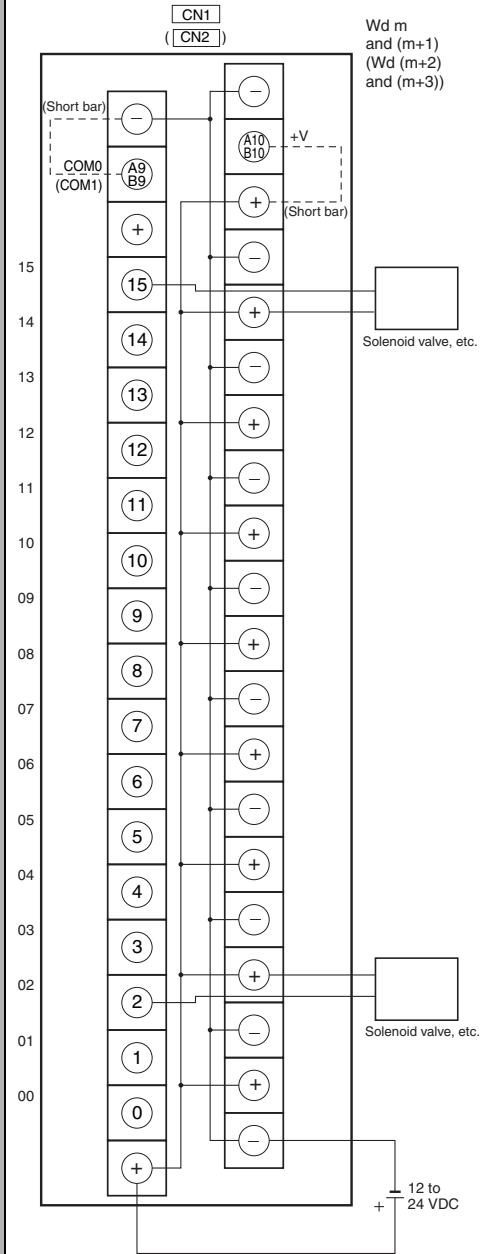 CN1
( CN2 )
Wd m
and (m+1)
(Wd (m+2)
and (m+3))
−
(Short bar)
−
A10
B10
+V
COM0
(COM1)
A9
B9
+
(Short bar)
+
−
15
15
+
Solenoid valve, etc.
14
14
−
13
13
+
12
12
−
11
11
+
10
10
−
09
9
+
08
8
−
07
7
+
06
6
−
05
5
+
04
4
−
03
3
+
02
2
Solenoid valve, etc.
−
01
1
+
00
0
−
+
+
12 to
24 VDC